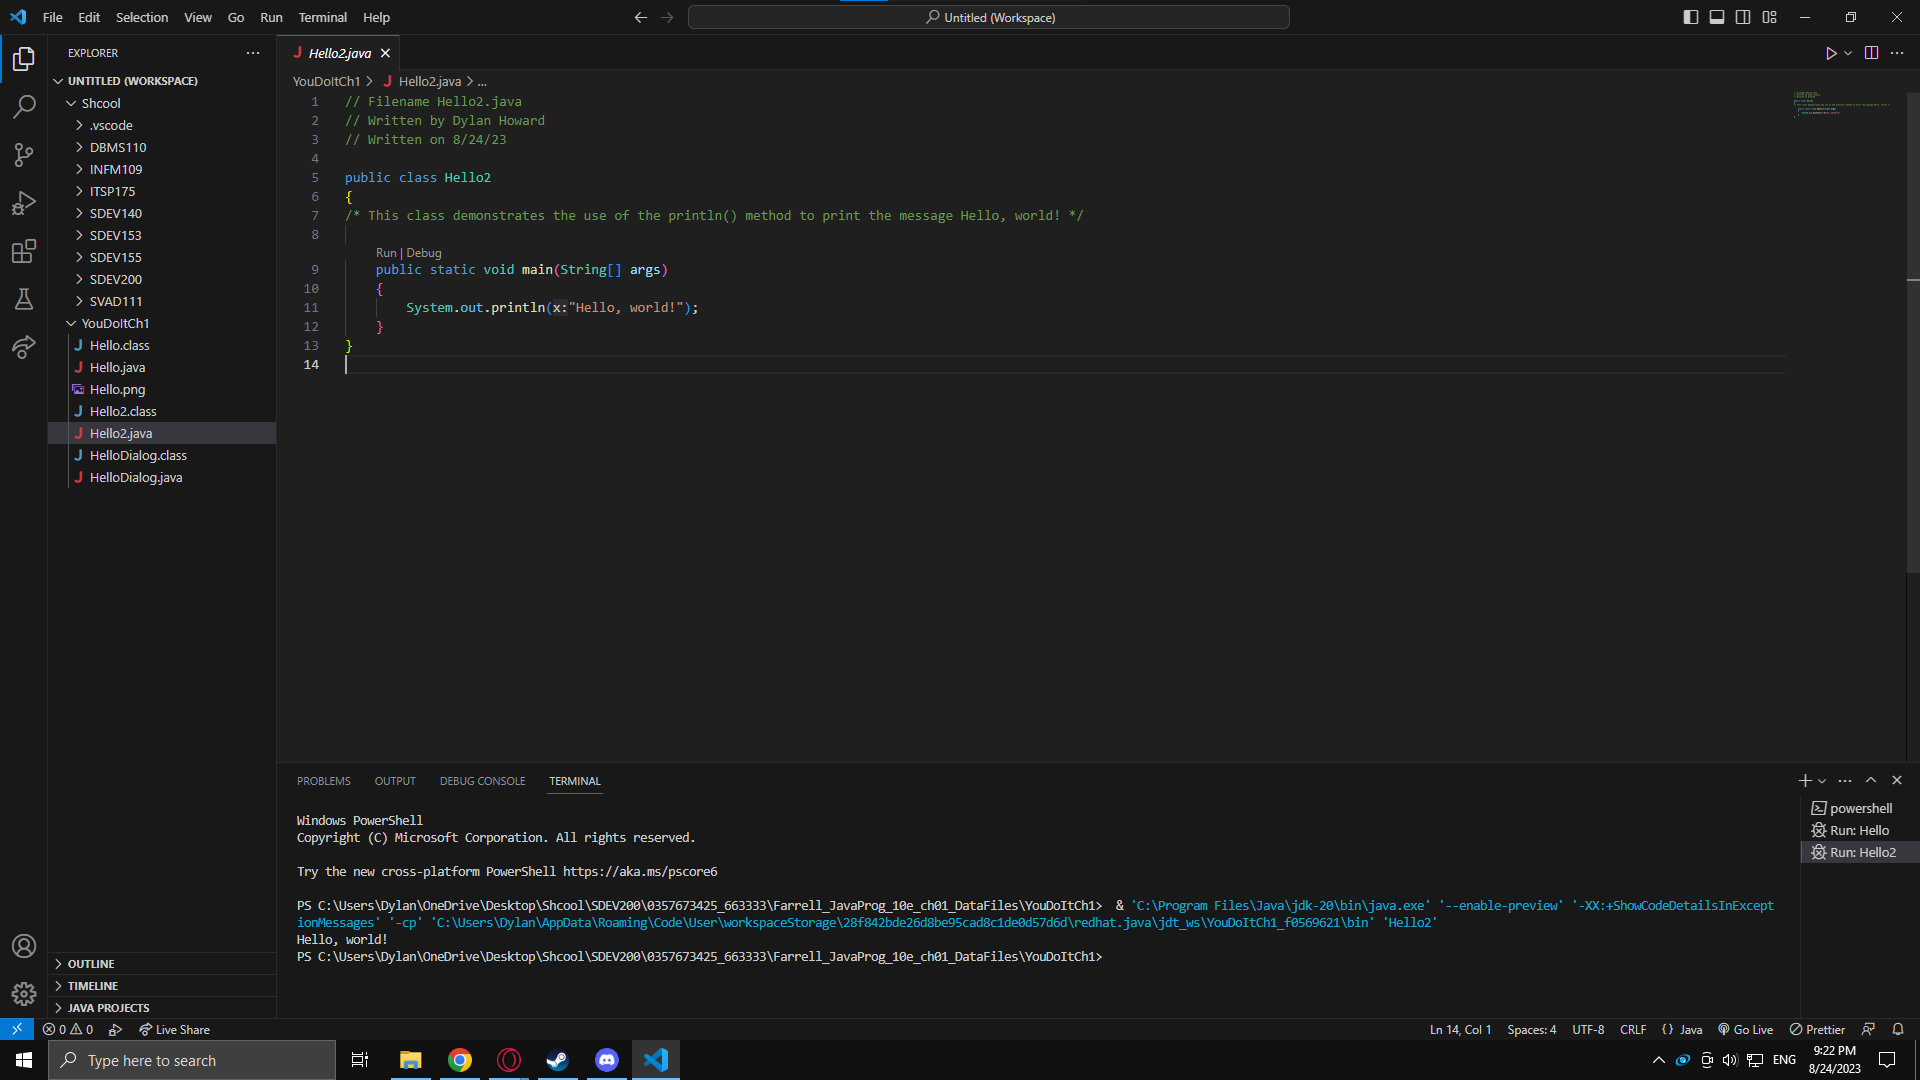 File Edit Selection View Go Run Terminal Help
Untitled (Workspace)
EXPLORER
UNTITLED (WORKSPACE)
Shcool
.vscode
DBMS110
INFM109
ITSP175
SDEV140
SDEV153
SDEV155
SDEV200
SVAD111
YouDoItCh1
Hello.class
Hello.java
Hello.png
Hello2.class
Hello2.java
HelloDialog.class
HelloDialog.java
OUTLINE
TIMELINE
JAVA PROJECTS
Hello2.java
YouDoItCh1 > Hello2.java > ...
1 // Filename Hello2.java
2 // Written by Dylan Howard
3 // Written on 8/24/23
4
5 public class Hello2
6 {
7 /* This class demonstrates the use of the println() method to print the message Hello, world! */
8
Run | Debug
9 public static void main(String[] args)
10 {
11 System.out.println(x:"Hello, world!");
12 }
13 }
14
PROBLEMS OUTPUT DEBUG CONSOLE TERMINAL
Windows PowerShell
Copyright (C) Microsoft Corporation. All rights reserved.
Try the new cross-platform PowerShell https://aka.ms/pscore6
PS C:\Users\Dylan\OneDrive\Desktop\Shcool\SDEV200\0357673425_663333\Farrell_JavaProg_10e_ch01_DataFiles\YouDoItCh1> & 'C:\Program Files\Java\jdk-20\bin\java.exe' '--enable-preview' '-XX:+ShowCodeDetailsInExcept
ionMessages' '-cp' 'C:\Users\Dylan\AppData\Roaming\Code\User\workspaceStorage\28f842bde26d8be95cad8c1de0d57d6d\redhat.java\jdt_ws\YouDoItCh1_f0569621\bin' 'Hello2'
Hello, world!
PS C:\Users\Dylan\OneDrive\Desktop\Shcool\SDEV200\0357673425_663333\Farrell_JavaProg_10e_ch01_DataFiles\YouDoItCh1>
powershell
Run: Hello
Run: Hello2
0 0 Live Share
Ln 14, Col 1 Spaces: 4 UTF-8 CRLF {} Java Go Live Prettier
Type here to search
ENG
9:22 PM
8/24/2023